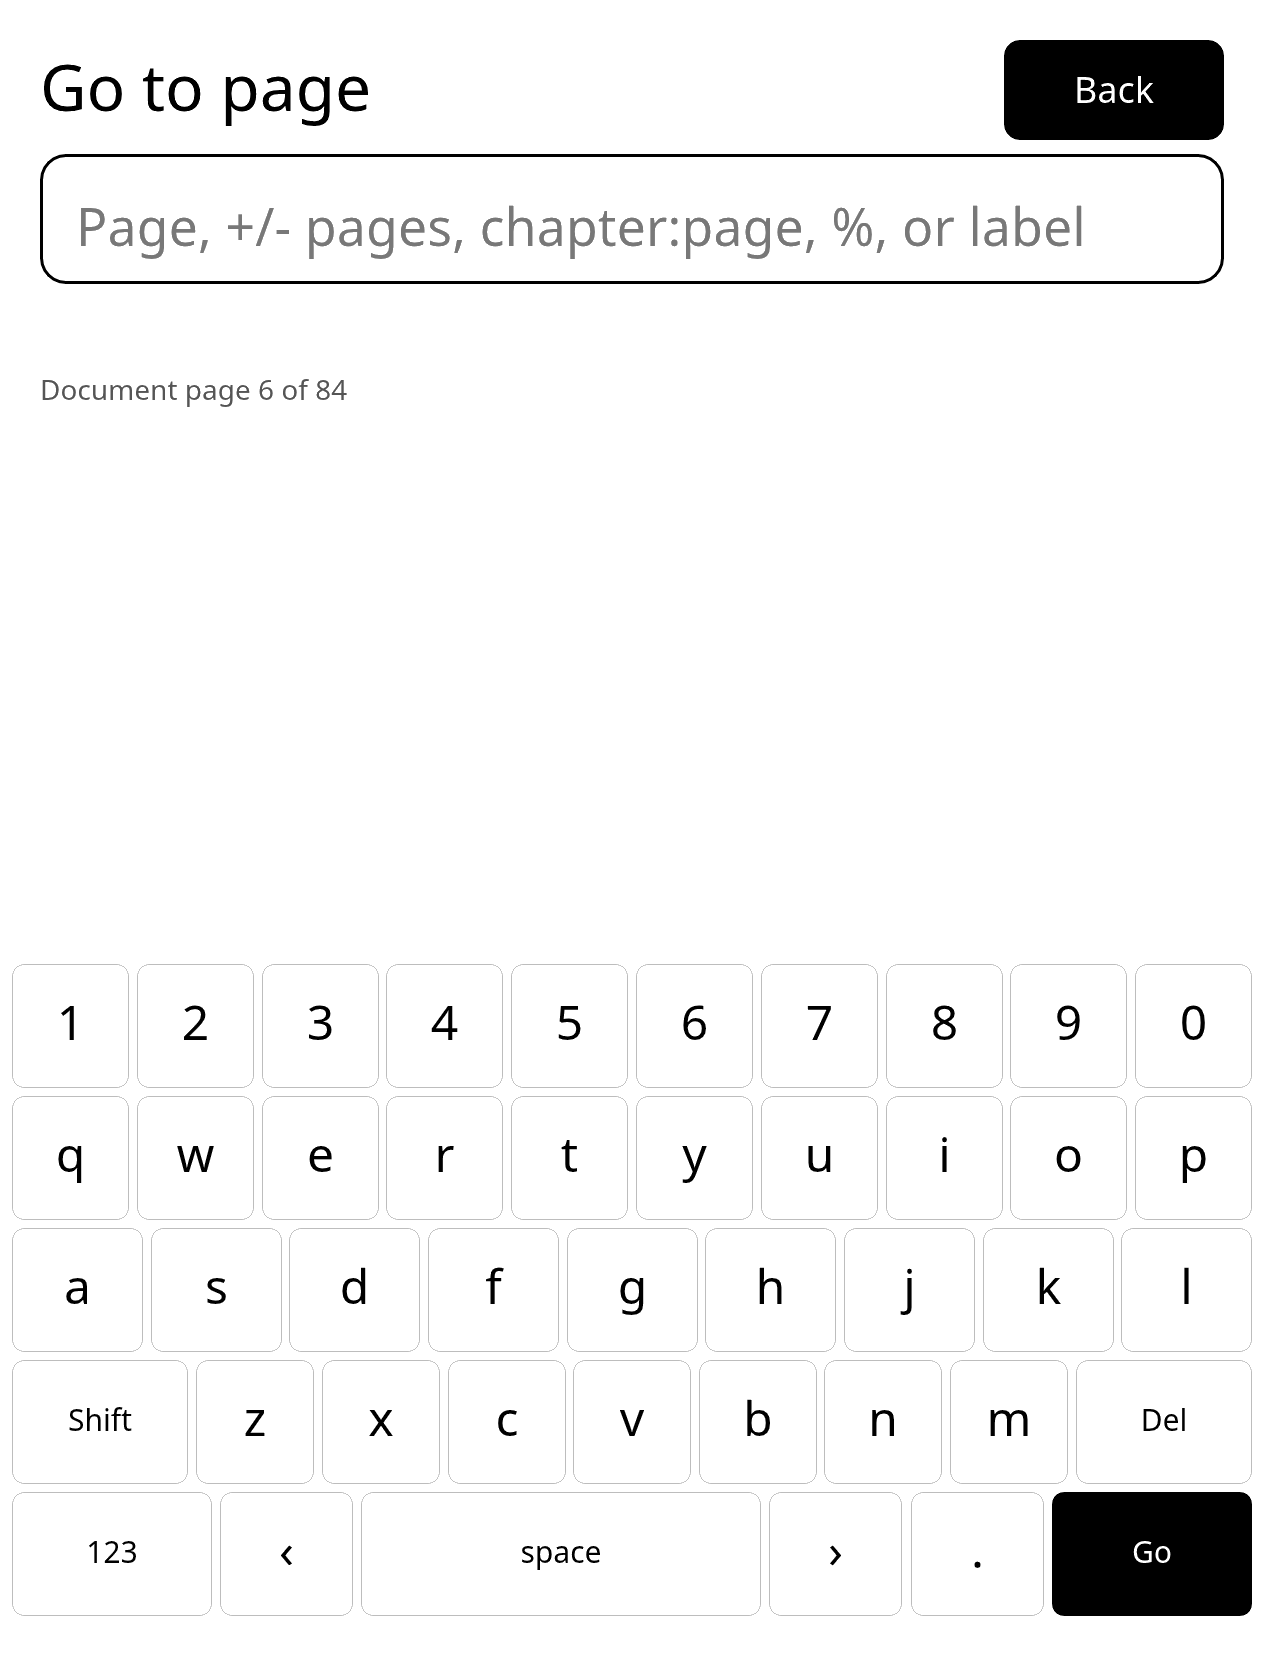 Go to page
Back
Page, +/- pages, chapter:page, %, or label
Document page 6 of 84
1 2 3 4 5 6 7 8 9 0
q w e r t y u i o p
a s d f g h j k l
Shift z x c v b n m Del
123 ‹ space › . Go